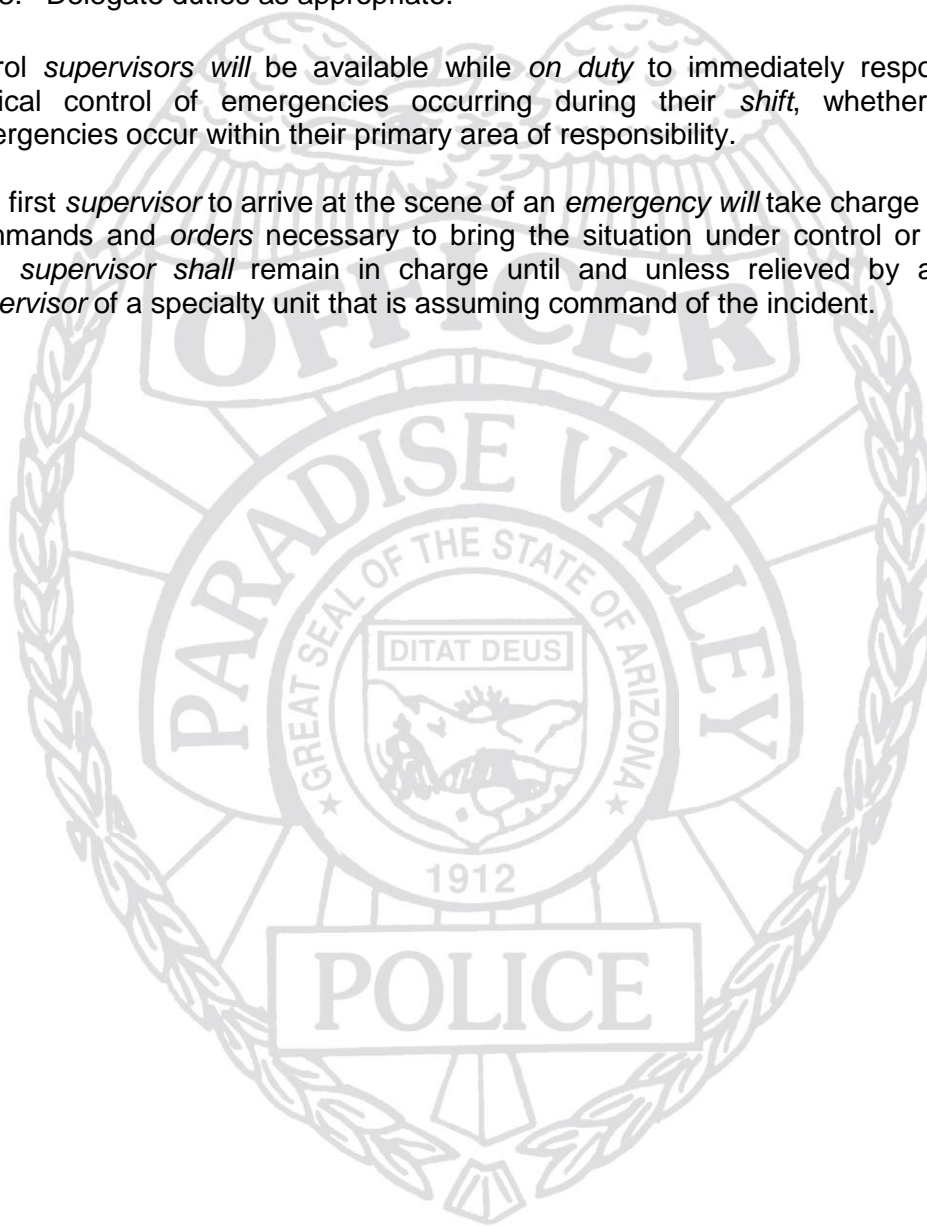 Delegate duties as appropriate.
rol supervisors will be available while on duty to immediately respo
ical control of emergencies occurring during their shift, whether
ergencies occur within their primary area of responsibility.
first supervisor to arrive at the scene of an emergency will take charge
mmands and orders necessary to bring the situation under control or
supervisor shall remain in charge until and unless relieved by a
ervisor of a specialty unit that is assuming command of the incident.
OFFICER
PARADISE VALLEY
GREAT SEAL OF THE STATE OF ARIZONA
DITAT DEUS
1912
POLICE